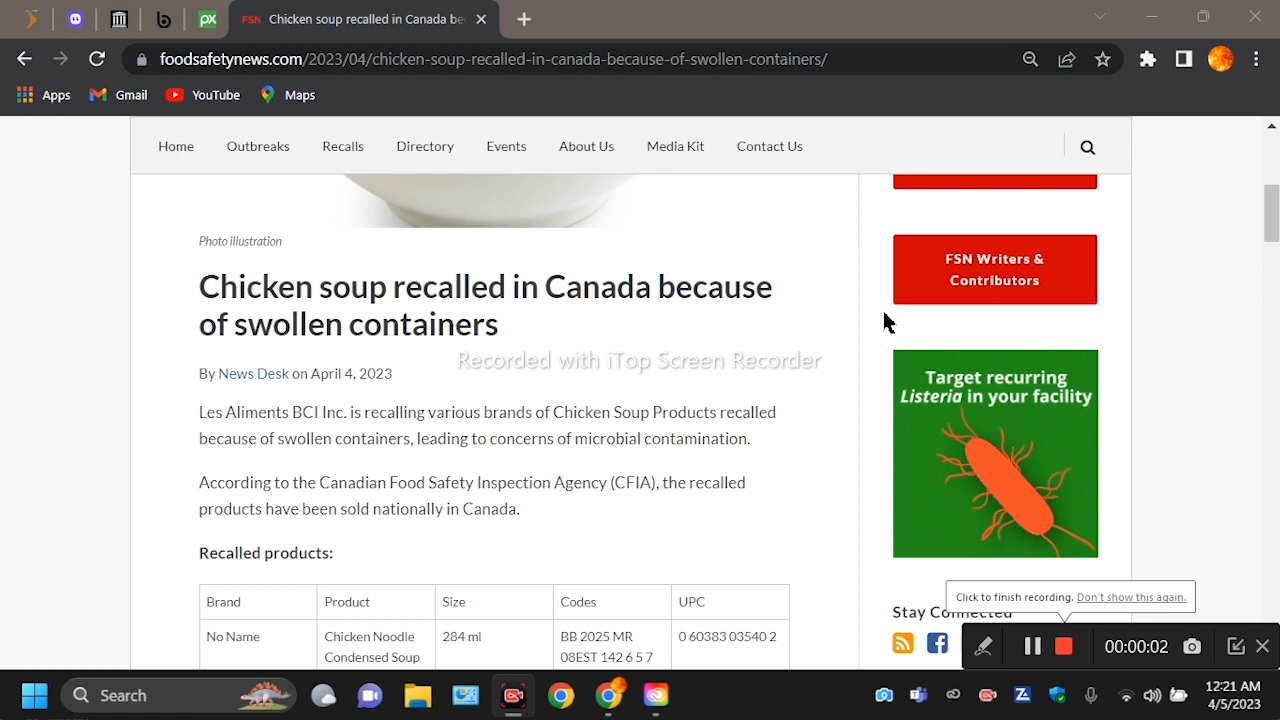 FSN Chicken soup recalled in Canada be
foodsafetynews.com/2023/04/chicken-soup-recalled-in-canada-because-of-swollen-containers/
Apps Gmail YouTube Maps
Home Outbreaks Recalls Directory Events About Us Media Kit Contact Us
Photo illustration
Chicken soup recalled in Canada because
of swollen containers
Recorded with iTop Screen Recorder
By News Desk on April 4, 2023
Les Aliments BCI Inc. is recalling various brands of Chicken Soup Products recalled
because of swollen containers, leading to concerns of microbial contamination.
According to the Canadian Food Safety Inspection Agency (CFIA), the recalled
products have been sold nationally in Canada.
Recalled products:
Brand Product Size Codes UPC
No Name Chicken Noodle 284 ml BB 2025 MR 0 60383 03540 2
Condensed Soup 08EST 142 6 5 7
FSN Writers &
Contributors
Target recurring
Listeria in your facility
Stay Connected
Click to finish recording. Don't show this again.
00:00:02
Search
12:21 AM
4/5/2023